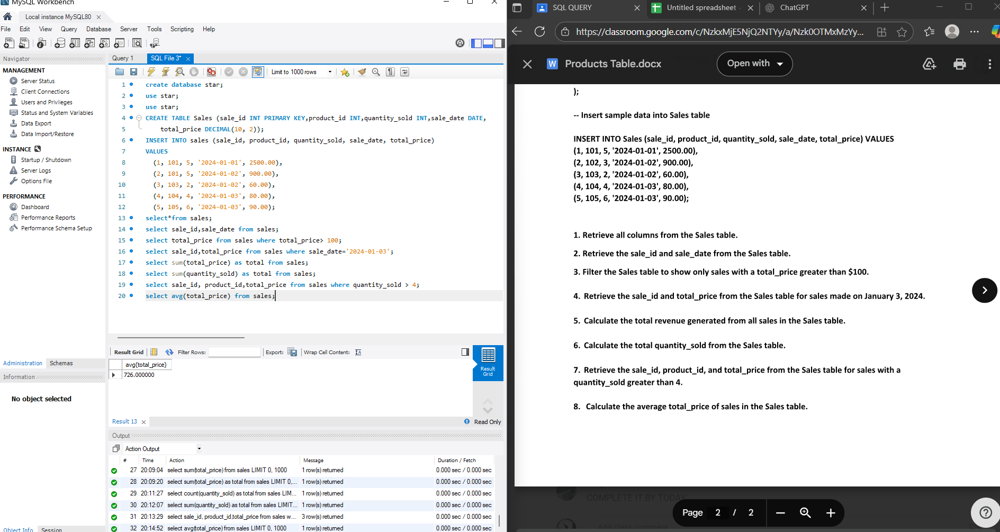 MySQL Workbench
Local instance MySQL80
File Edit View Query Database Server Tools Scripting Help
Navigator
MANAGEMENT
Server Status
Client Connections
Users and Privileges
Status and System Variables
Data Export
Data Import/Restore
INSTANCE
Startup / Shutdown
Server Logs
Options File
PERFORMANCE
Dashboard
Performance Reports
Performance Schema Setup
Administration Schemas
Information
No object selected
Object Info Session
Query 1 SQL File 3*
Limit to 1000 rows
1 create database star;
2 use star;
3 use star;
4 CREATE TABLE Sales (sale_id INT PRIMARY KEY,product_id INT,quantity_sold INT,sale_date DATE,
5 total_price DECIMAL(10, 2));
6 INSERT INTO sales (sale_id, product_id, quantity_sold, sale_date, total_price)
7 VALUES
8 (1, 101, 5, '2024-01-01', 2500.00),
9 (2, 101, 5, '2024-01-02', 900.00),
10 (3, 103, 2, '2024-01-02', 60.00),
11 (4, 104, 4, '2024-01-03', 80.00),
12 (5, 105, 6, '2024-01-03', 90.00);
13 select*from sales;
14 select sale_id,sale_date from sales;
15 select total_price from sales where total_price> 100;
16 select sale_id,total_price from sales where sale_date='2024-01-03';
17 select sum(total_price) as total from sales;
18 select sum(quantity_sold) as total from sales;
19 select sale_id, product_id,total_price from sales where quantity_sold > 4;
20 select avg(total_price) from sales;
Result Grid Filter Rows: Export: Wrap Cell Content:
avg(total_price)
726.000000
Result
Grid
Result 13
Read Only
Output
Action Output
# Time Action Message Duration / Fetch
27 20:09:04 select sum(total_price) from sales LIMIT 0, 1000 1 row(s) returned 0.000 sec / 0.000 sec
28 20:09:20 select sum(total_price) as total from sales LIMIT 0,... 1 row(s) returned 0.000 sec / 0.000 sec
29 20:11:27 select count(quantity_sold) as total from sales LIM... 1 row(s) returned 0.000 sec / 0.000 sec
30 20:12:07 select sum(quantity_sold) as total from sales LIMIT... 1 row(s) returned 0.000 sec / 0.000 sec
31 20:13:29 select sale_id, product_id,total_price from sales w... 3 row(s) returned 0.000 sec / 0.000 sec
32 20:14:52 select avg(total_price) from sales LIMIT 0, 1000 1 row(s) returned 0.000 sec / 0.000 sec
SQL QUERY Untitled spreadsheet - ChatGPT
https://classroom.google.com/c/NzkxMjE5NjQ2NTYy/a/Nzk0OTMxMzYy...
W Products Table.docx Open with
);
-- Insert sample data into Sales table
INSERT INTO Sales (sale_id, product_id, quantity_sold, sale_date, total_price) VALUES
(1, 101, 5, '2024-01-01', 2500.00),
(2, 102, 3, '2024-01-02', 900.00),
(3, 103, 2, '2024-01-02', 60.00),
(4, 104, 4, '2024-01-03', 80.00),
(5, 105, 6, '2024-01-03', 90.00);
1. Retrieve all columns from the Sales table.
2. Retrieve the sale_id and sale_date from the Sales table.
3. Filter the Sales table to show only sales with a total_price greater than $100.
4. Retrieve the sale_id and total_price from the Sales table for sales made on January 3, 2024.
5. Calculate the total revenue generated from all sales in the Sales table.
6. Calculate the total quantity_sold from the Sales table.
7. Retrieve the sale_id, product_id, and total_price from the Sales table for sales with a
quantity_sold greater than 4.
8. Calculate the average total_price of sales in the Sales table.
COMPLETE IT BY TODAY
Page 2 / 2
Add class comment